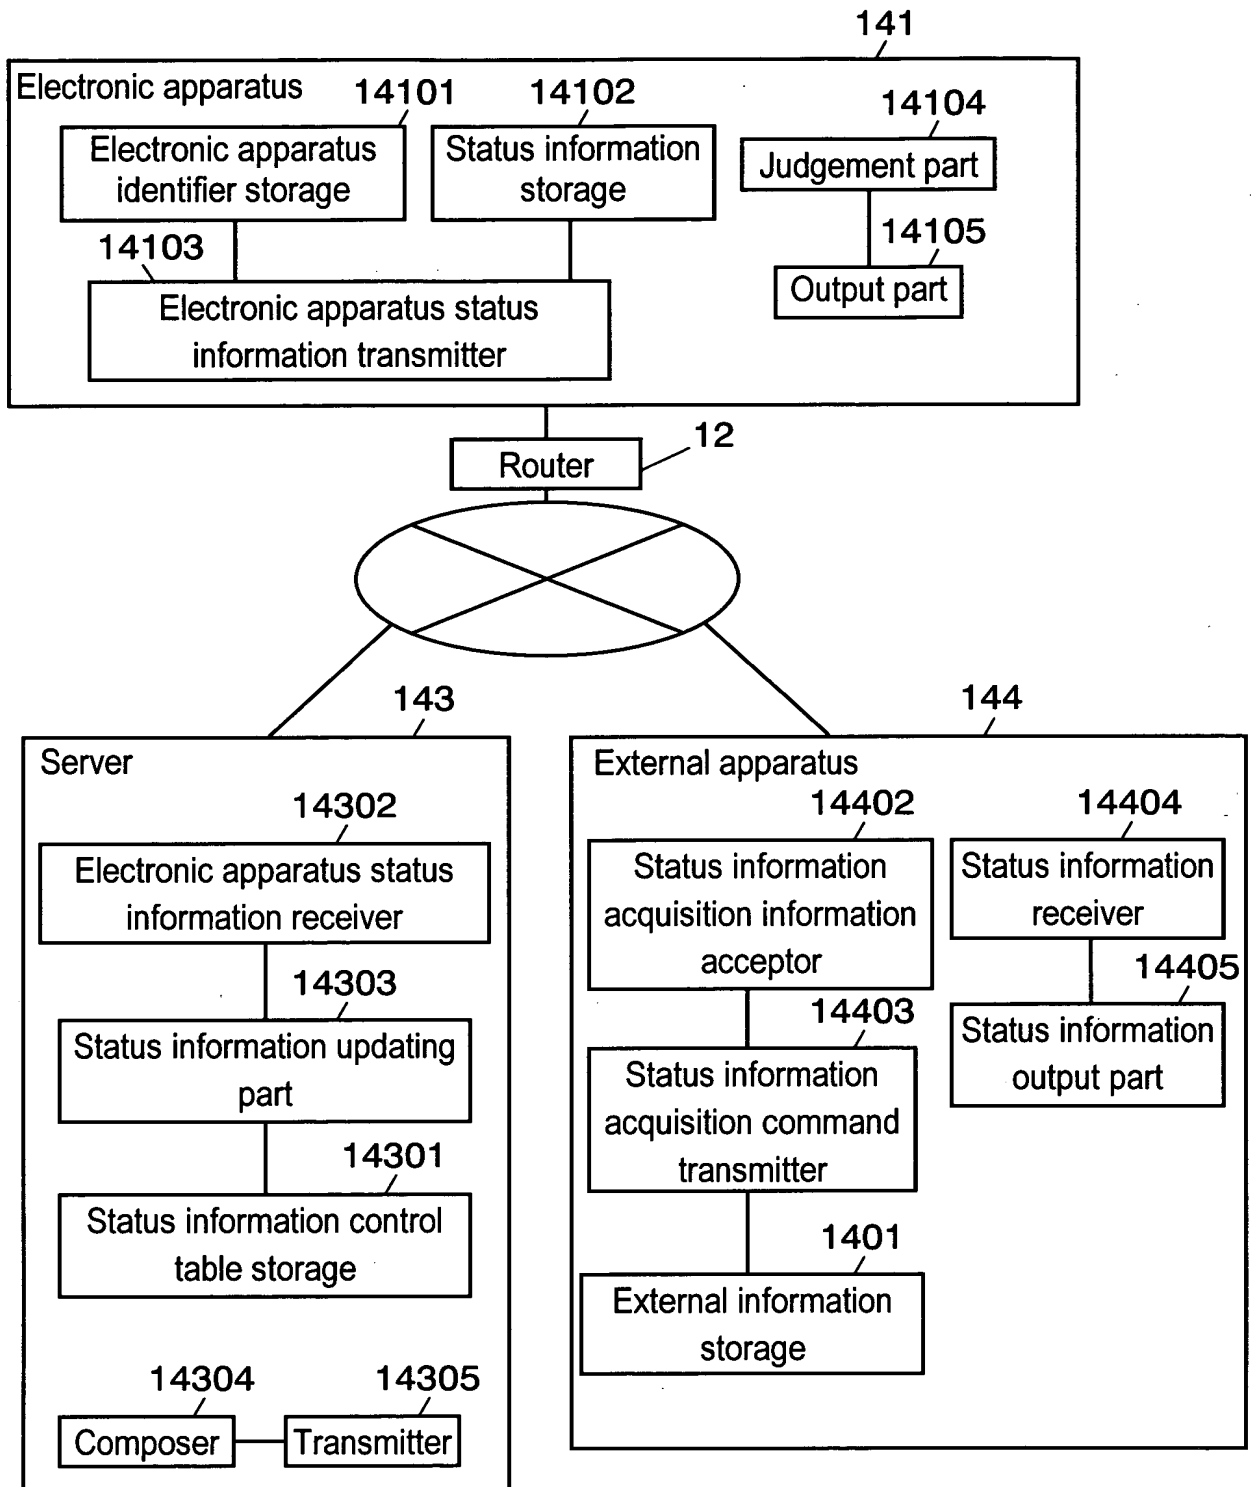 141
Electronic apparatus
14101
14102
14104
Electronic apparatus
identifier storage
Status information
storage
Judgement part
14103
14105
Electronic apparatus status
information transmitter
Output part
12
Router
143
144
Server
14302
Electronic apparatus status
information receiver
14303
Status information updating
part
14301
Status information control
table storage
14304
14305
Composer
Transmitter
External apparatus
14402
14404
Status information
acquisition information
acceptor
Status information
receiver
14403
14405
Status information
acquisition command
transmitter
Status information
output part
1401
External information
storage